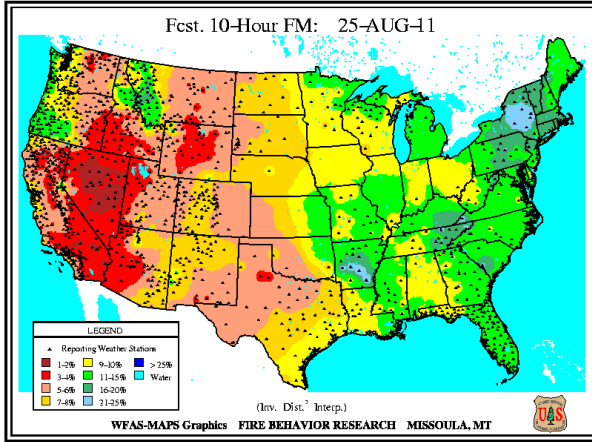 Fcst. 10-Hour FM: 25-AUG-11
LEGEND
Reporting Weather Stations
1-2% 9-10% > 25%
3-4% 11-15% Water
5-6% 16-20%
7-8% 21-25%
(Inv. Dist.² Interp.)
WFAS-MAPS Graphics FIRE BEHAVIOR RESEARCH MISSOULA, MT
U S